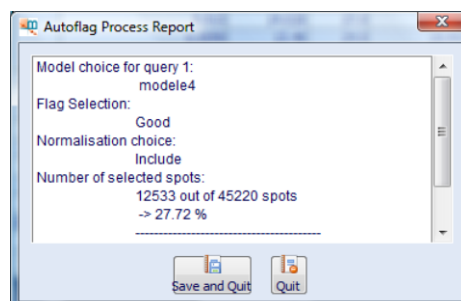 Autoflag Process Report
Model choice for query 1:
modele4
Flag Selection:
Good
Normalisation choice:
Include
Number of selected spots:
12533 out of 45220 spots
-> 27.72 %
----------------------------------------
Save and Quit
Quit